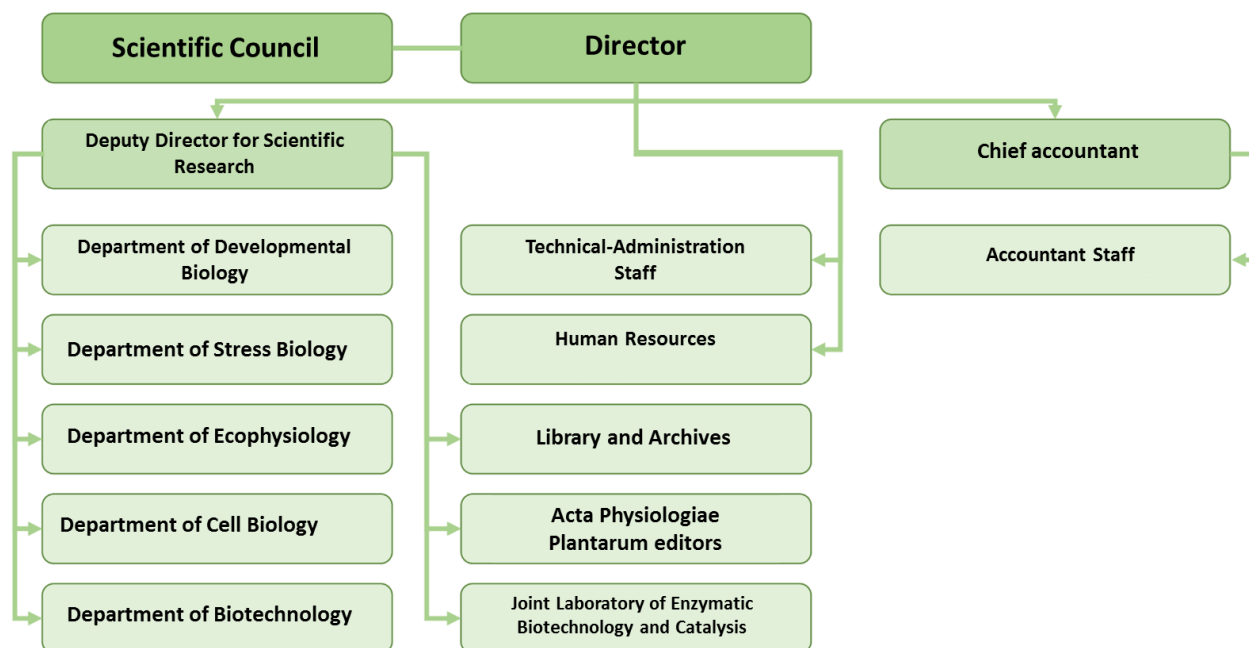 Scientific Council
Director
Deputy Director for Scientific
Research
Chief accountant
Department of Developmental
Biology
Technical-Administration
Staff
Accountant Staff
Department of Stress Biology
Human Resources
Department of Ecophysiology
Library and Archives
Department of Cell Biology
Acta Physiologiae
Plantarum editors
Department of Biotechnology
Joint Laboratory of Enzymatic
Biotechnology and Catalysis